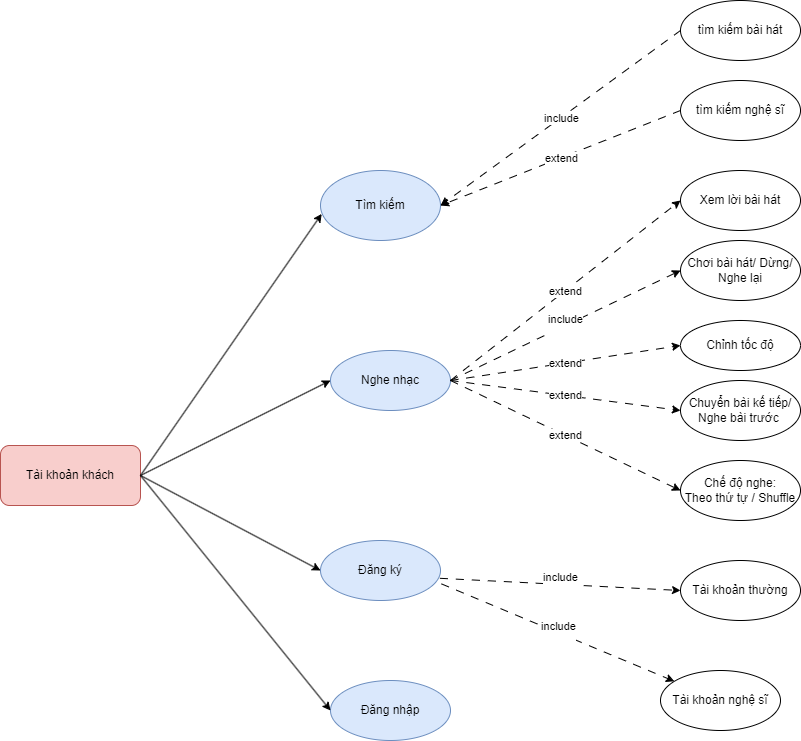 tìm kiếm bài hát
tìm kiếm nghệ sĩ
include
extend
Tìm kiếm
Xem lời bài hát
Chơi bài hát/ Dừng/
Nghe lại
extend
include
Chỉnh tốc độ
extend
Nghe nhạc
extend
Chuyển bài kế tiếp/
Nghe bài trước
extend
Chế độ nghe:
Theo thứ tự / Shuffle
Tài khoản khách
Đăng ký
include
Tài khoản thường
include
Tài khoản nghệ sĩ
Đăng nhập